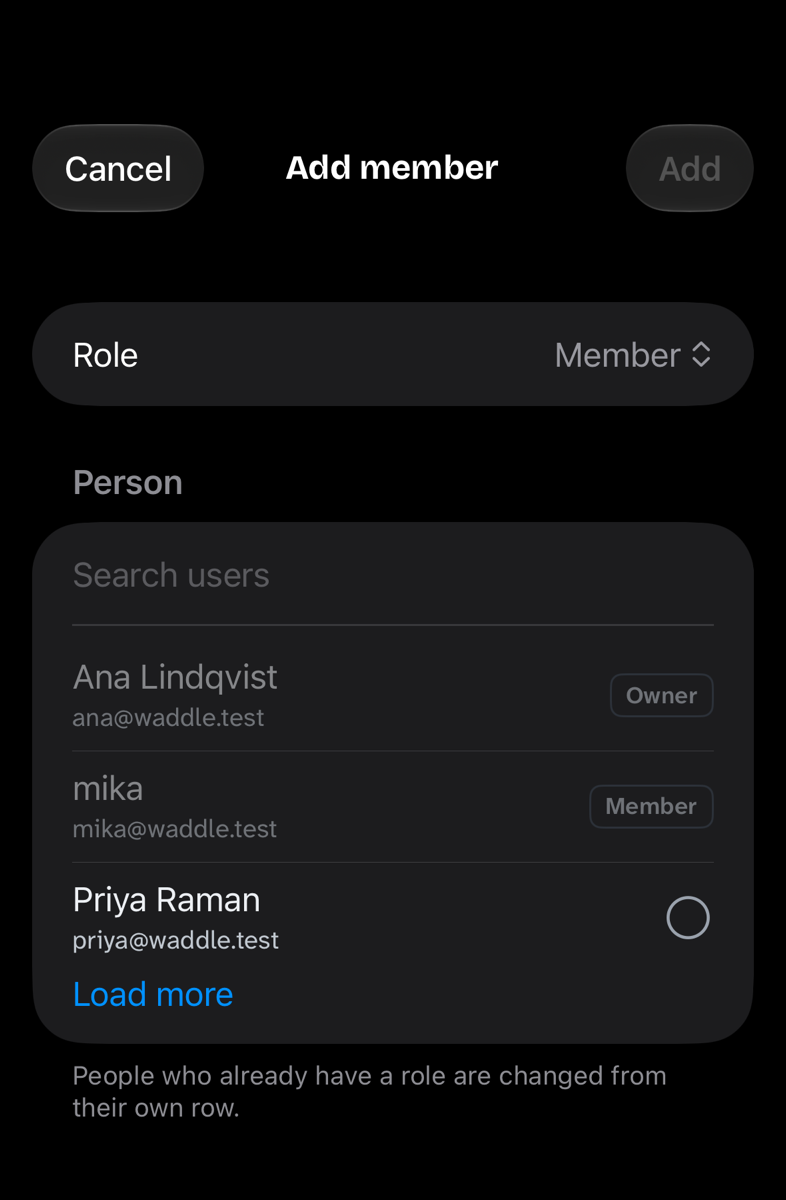 Cancel
Add member
Add
Role
Member
Person
Search users
Ana Lindqvist
ana@waddle.test
Owner
mika
mika@waddle.test
Member
Priya Raman
priya@waddle.test
Load more
People who already have a role are changed from
their own row.